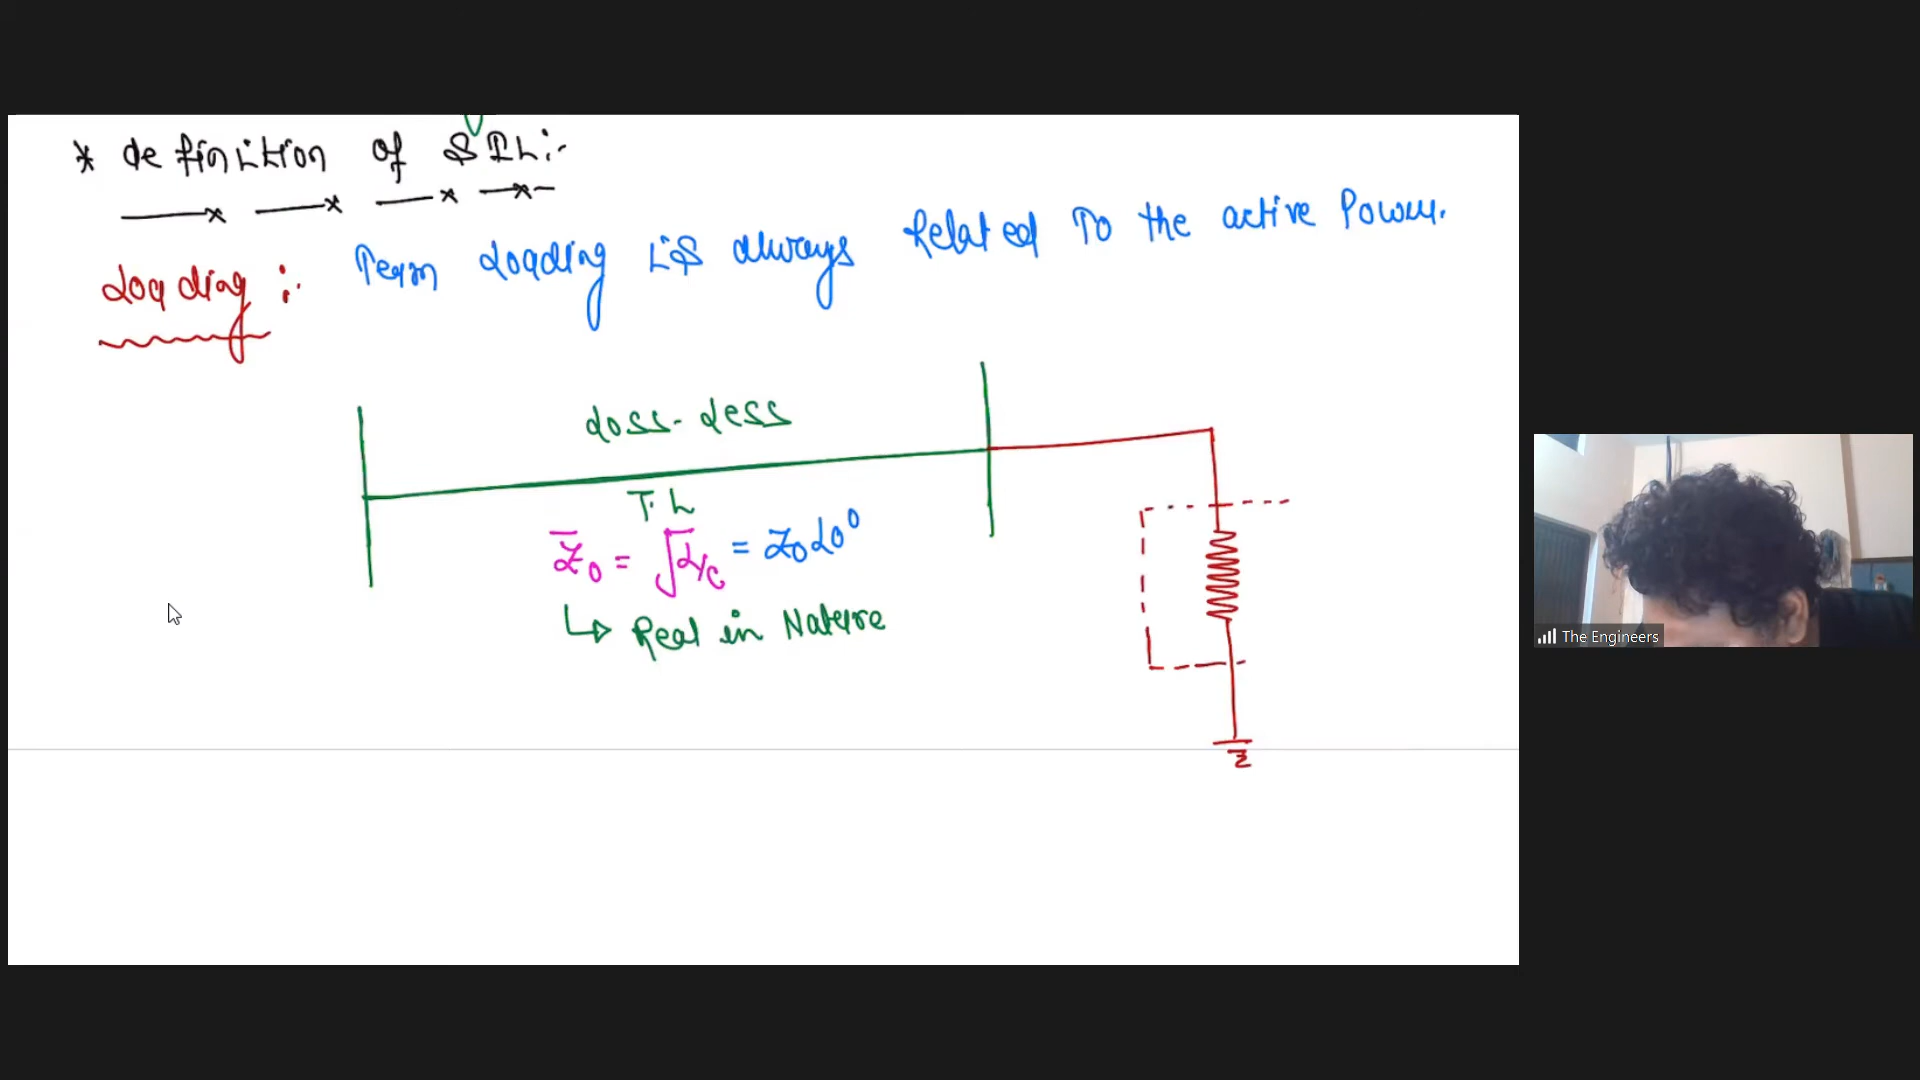 * definition of SIL:-
Loading :- Term Loading is always Related To the active Power.
Loss-Less
T.L
Z̅₀ = √L/C = Z₀∠0⁰
↳ Real in Nature
The Engineers